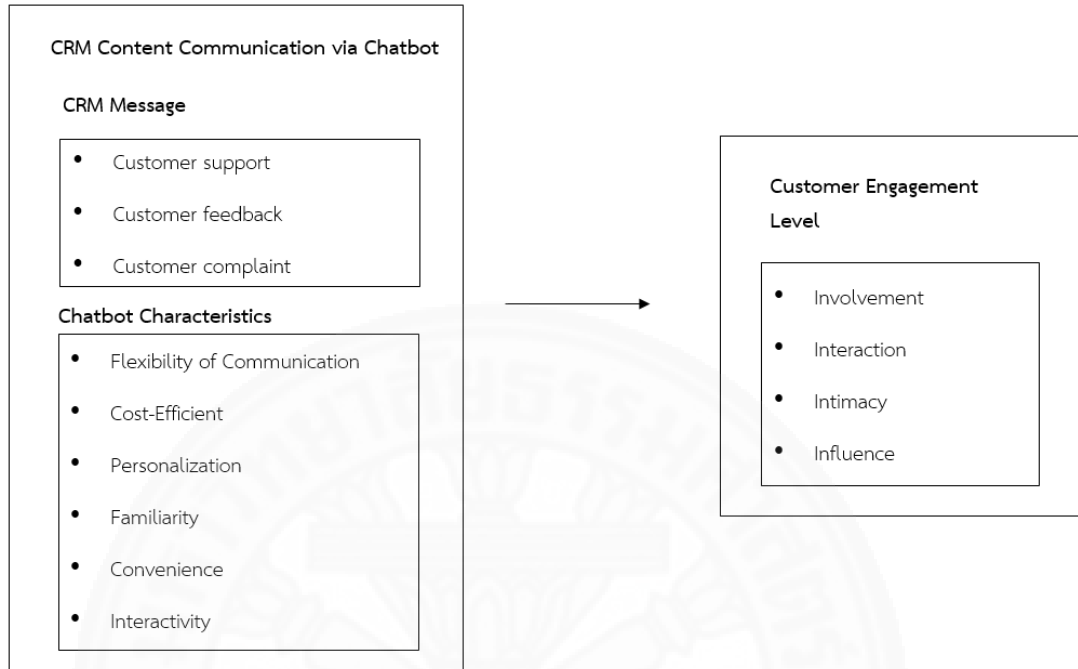 CRM Content Communication via Chatbot
CRM Message
• Customer support
• Customer feedback
• Customer complaint
Chatbot Characteristics
• Flexibility of Communication
• Cost-Efficient
• Personalization
• Familiarity
• Convenience
• Interactivity
Customer Engagement
Level
• Involvement
• Interaction
• Intimacy
• Influence